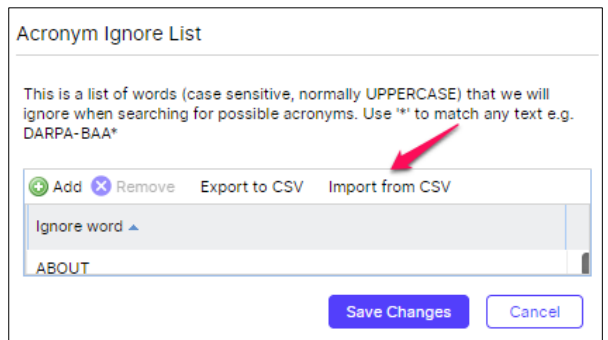 Acronym Ignore List
This is a list of words (case sensitive, normally UPPERCASE) that we will
ignore when searching for possible acronyms. Use '*' to match any text e.g.
DARPA-BAA*
Add Remove Export to CSV Import from CSV
Ignore word
ABOUT
Save Changes Cancel